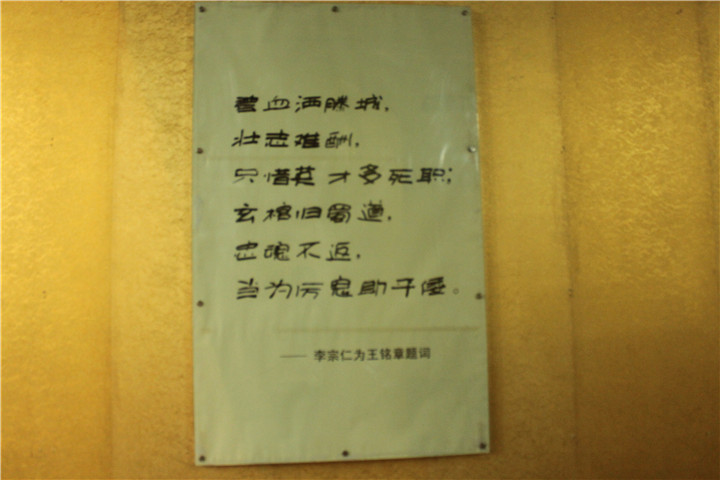 碧血洒滕城，
壮志难酬，
只惜英才多死职；
玄棺归蜀道，
忠魂不返，
当为厉鬼助干陲。
—— 李宗仁为王铭章题词